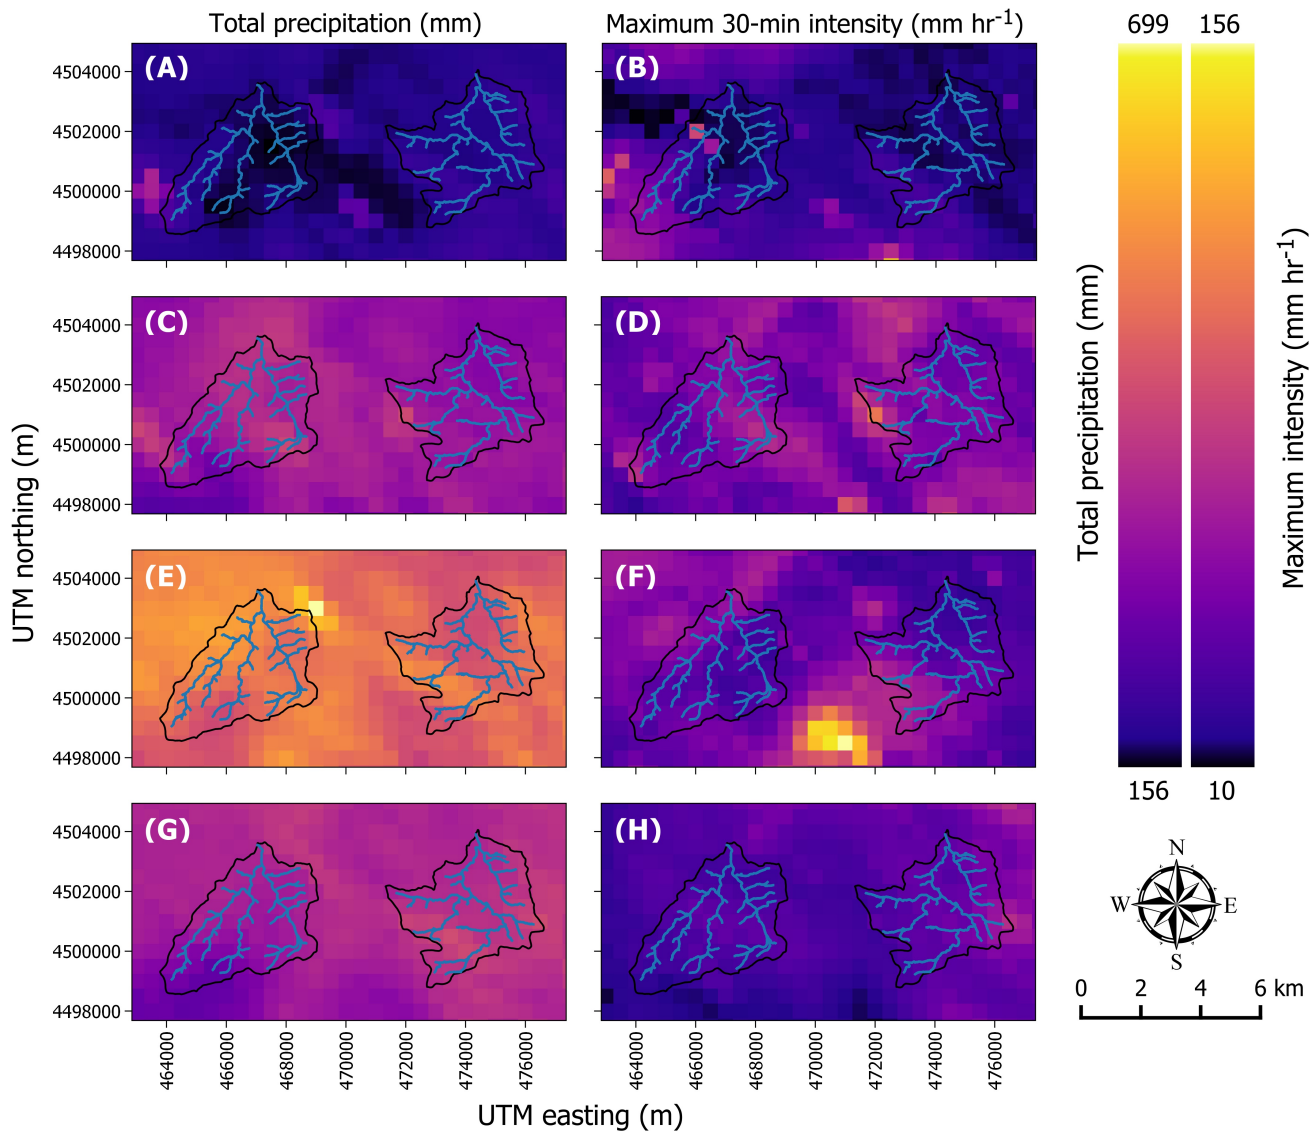 Total precipitation (mm)
Maximum 30-min intensity (mm hr-1)
699
156
(A)
(B)
4504000
4502000
4500000
4498000
(C)
(D)
4504000
4502000
4500000
4498000
(E)
(F)
4504000
4502000
4500000
4498000
(G)
(H)
4504000
4502000
4500000
4498000
UTM northing (m)
464000
466000
468000
470000
472000
474000
476000
464000
466000
468000
470000
472000
474000
476000
UTM easting (m)
Total precipitation (mm)
Maximum intensity (mm hr-1)
156
10
N
W
E
S
0
2
4
6 km